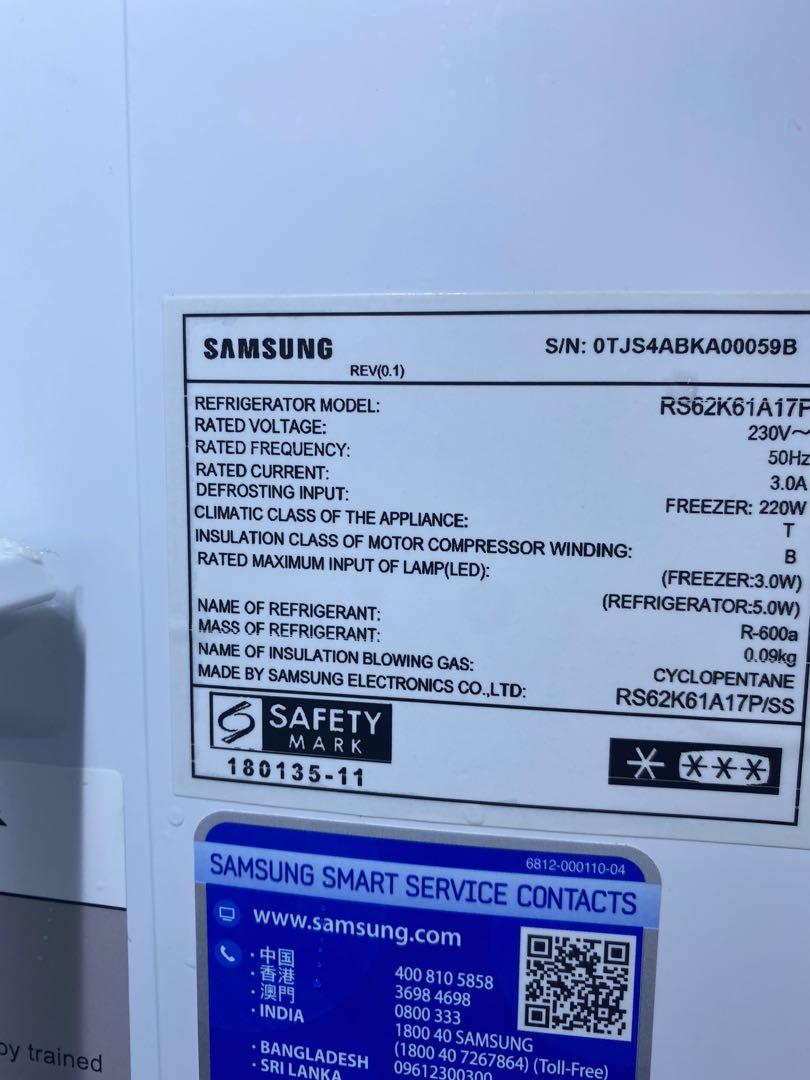 SAMSUNG S/N: 0TJS4ABKA00059B
REV(0.1)
REFRIGERATOR MODEL: RS62K61A17P
RATED VOLTAGE: 230V~
RATED FREQUENCY: 50Hz
RATED CURRENT: 3.0A
DEFROSTING INPUT: FREEZER: 220W
CLIMATIC CLASS OF THE APPLIANCE: T
INSULATION CLASS OF MOTOR COMPRESSOR WINDING: B
RATED MAXIMUM INPUT OF LAMP(LED): (FREEZER:3.0W)
(REFRIGERATOR:5.0W)
NAME OF REFRIGERANT: R-600a
MASS OF REFRIGERANT: 0.09kg
NAME OF INSULATION BLOWING GAS: CYCLOPENTANE
MADE BY SAMSUNG ELECTRONICS CO.,LTD: RS62K61A17P/SS
SAFETY
MARK
180135-11
6812-000110-04
SAMSUNG SMART SERVICE CONTACTS
www.samsung.com
· 中国 400 810 5858
· 香港 3698 4698
· 澳門 0800 333
· INDIA 1800 40 SAMSUNG
(1800 40 7267864) (Toll-Free)
· BANGLADESH 09612300300
· SRI LANKA
by trained